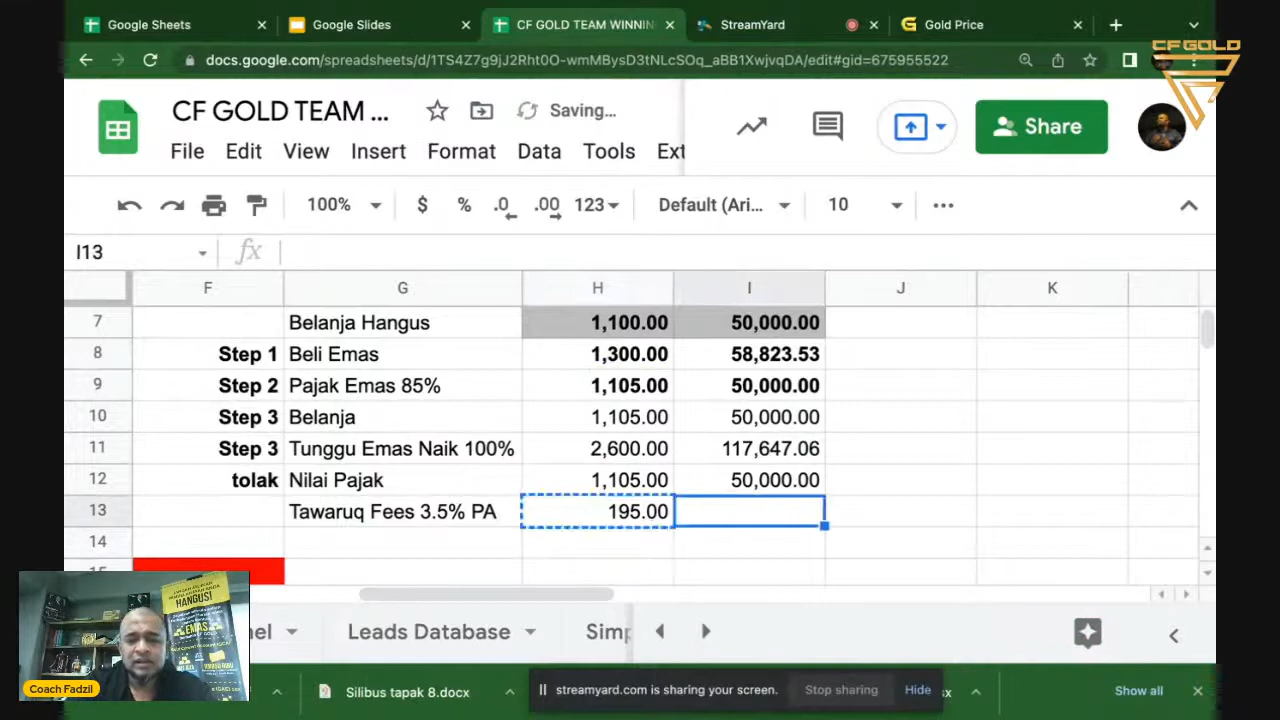 Google Sheets
Google Slides
CF GOLD TEAM WINNIN
StreamYard
Gold Price
docs.google.com/spreadsheets/d/1TS4Z7g9jJ2Rht0O-wmMBysD3tNLcSOq_aBB1XwjvqDA/edit#gid=675955522
CF GOLD
CF GOLD TEAM ...
Saving...
Share
File Edit View Insert Format Data Tools Ext
100% $ % .0 .00 123 Default (Ari... 10 ...
I13 fx
F G H I J K
7 Belanja Hangus 1,100.00 50,000.00
8 Step 1 Beli Emas 1,300.00 58,823.53
9 Step 2 Pajak Emas 85% 1,105.00 50,000.00
10 Step 3 Belanja 1,105.00 50,000.00
11 Step 3 Tunggu Emas Naik 100% 2,600.00 117,647.06
12 tolak Nilai Pajak 1,105.00 50,000.00
13 Tawaruq Fees 3.5% PA 195.00
14
nel Leads Database Simp
HANGUS!
EMAS
Coach Fadzil
Silibus tapak 8.docx
streamyard.com is sharing your screen. Stop sharing Hide
Show all